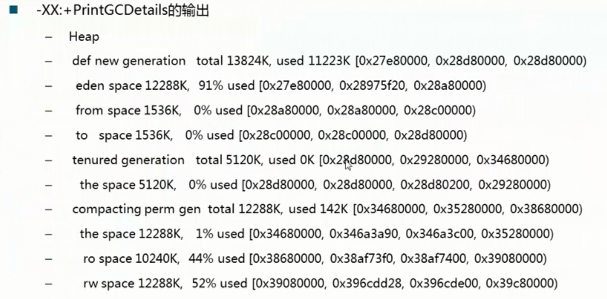 -XX:+PrintGCDetails的输出
– Heap
– def new generation total 13824K, used 11223K [0x27e80000, 0x28d80000, 0x28d80000)
– eden space 12288K, 91% used [0x27e80000, 0x28975f20, 0x28a80000)
– from space 1536K, 0% used [0x28a80000, 0x28a80000, 0x28c00000)
– to space 1536K, 0% used [0x28c00000, 0x28c00000, 0x28d80000)
– tenured generation total 5120K, used 0K [0x28d80000, 0x29280000, 0x34680000)
– the space 5120K, 0% used [0x28d80000, 0x28d80000, 0x28d80200, 0x29280000)
– compacting perm gen total 12288K, used 142K [0x34680000, 0x35280000, 0x38680000)
– the space 12288K, 1% used [0x34680000, 0x346a3a90, 0x346a3c00, 0x35280000)
– ro space 10240K, 44% used [0x38680000, 0x38af73f0, 0x38af7400, 0x39080000)
– rw space 12288K, 52% used [0x39080000, 0x396cdd28, 0x396cde00, 0x39c80000)